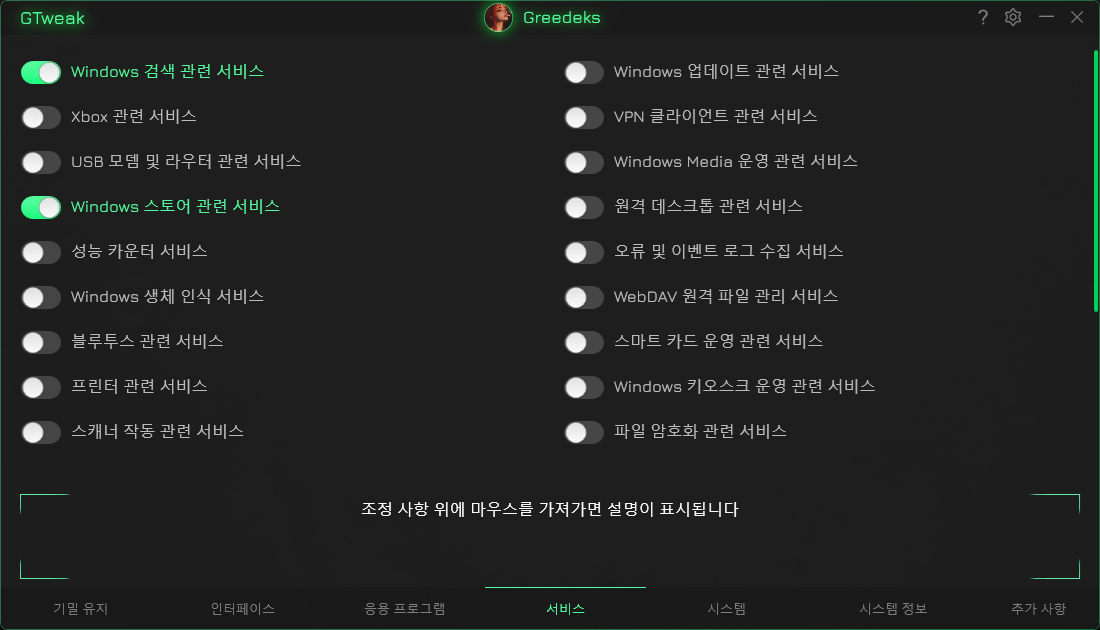 GTweak
Greedeks
?
Windows 검색 관련 서비스
Windows 업데이트 관련 서비스
Xbox 관련 서비스
VPN 클라이언트 관련 서비스
USB 모뎀 및 라우터 관련 서비스
Windows Media 운영 관련 서비스
Windows 스토어 관련 서비스
원격 데스크톱 관련 서비스
성능 카운터 서비스
오류 및 이벤트 로그 수집 서비스
Windows 생체 인식 서비스
WebDAV 원격 파일 관리 서비스
블루투스 관련 서비스
스마트 카드 운영 관련 서비스
프린터 관련 서비스
Windows 키오스크 운영 관련 서비스
스캐너 작동 관련 서비스
파일 암호화 관련 서비스
조정 사항 위에 마우스를 가져가면 설명이 표시됩니다
기밀 유지
인터페이스
응용 프로그램
서비스
시스템
시스템 정보
추가 사항